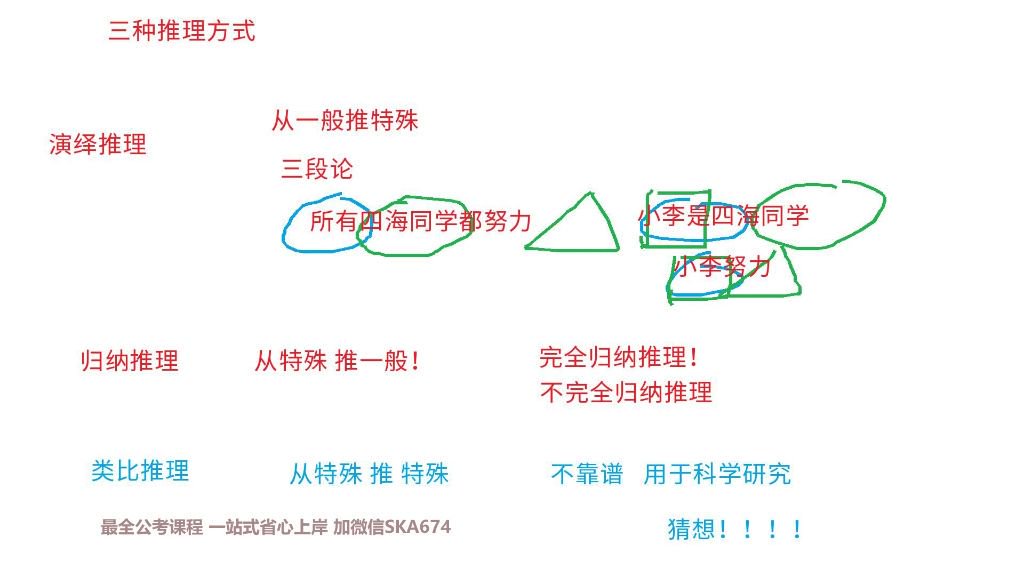 三种推理方式
从一般推特殊
演绎推理
三段论
所有四海同学都努力
小李是四海同学
小李努力
归纳推理 从特殊 推一般！ 完全归纳推理！
不完全归纳推理
类比推理 从特殊 推 特殊 不靠谱 用于科学研究
最全公考课程 一站式省心上岸 加微信SKA674
猜想！！！！